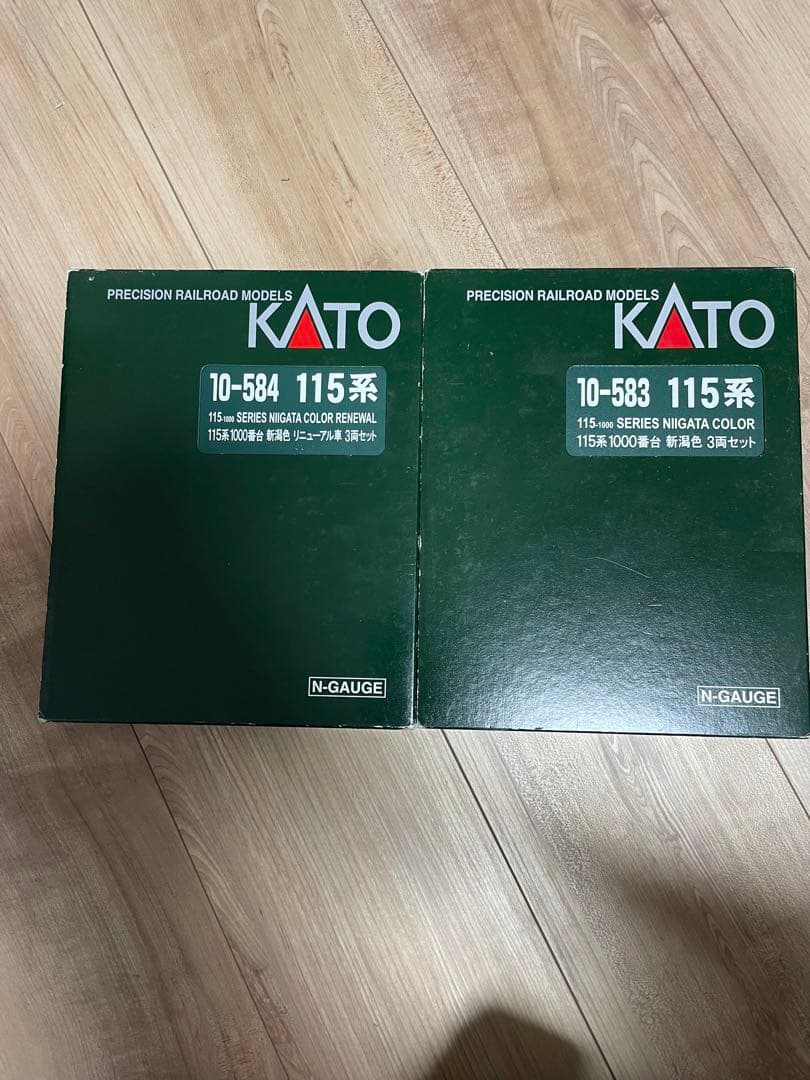 PRECISION RAILROAD MODELS
KATO
10-584 115系
115-1000 SERIES NIIGATA COLOR RENEWAL
115系1000番台 新潟色 リニューアル車 3両セット
N-GAUGE
PRECISION RAILROAD MODELS
KATO
10-583 115系
115-1000 SERIES NIIGATA COLOR
115系1000番台 新潟色 3両セット
N-GAUGE